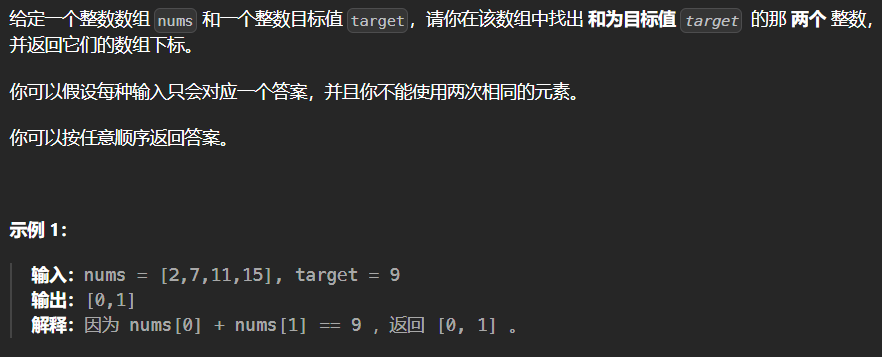 给定一个整数数组 nums 和一个整数目标值 target，请你在该数组中找出 和为目标值 target 的那 两个 整数，
并返回它们的数组下标。
你可以假设每种输入只会对应一个答案，并且你不能使用两次相同的元素。
你可以按任意顺序返回答案。
示例 1：
输入：nums = [2,7,11,15], target = 9
输出：[0,1]
解释：因为 nums[0] + nums[1] == 9 ，返回 [0, 1] 。